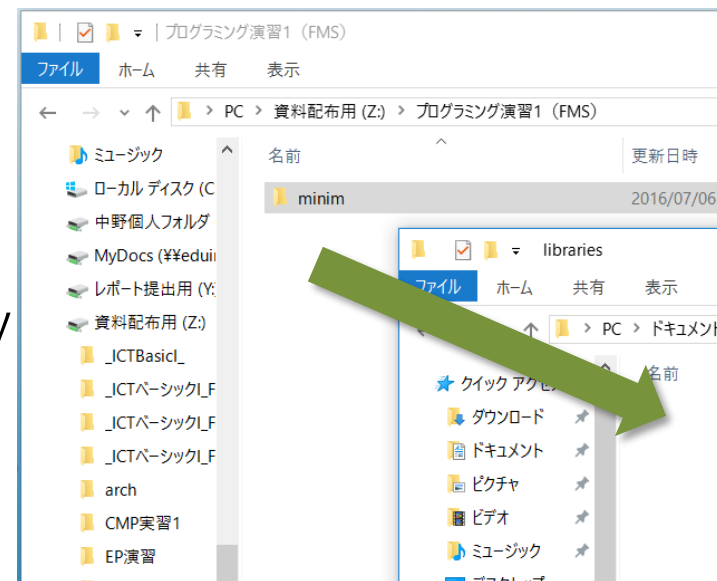 プログラミング演習1（FMS）
ファイル ホーム 共有 表示
PC > 資料配布用 (Z:) > プログラミング演習1（FMS）
名前 更新日時
ミュージック
ローカル ディスク (C
minim 2016/07/06
中野個人フォルダ
MyDocs (¥¥edui
レポート提出用 (Y:
資料配布用 (Z:)
_ICTBasicI_
_ICTベーシックI_F
_ICTベーシックI_F
_ICTベーシックI_F
arch
CMP実習1
EP演習
y
libraries
ファイル ホーム 共有 表示
PC > ドキュメント
名前
クイック アクセス
ダウンロード
ドキュメント
ピクチャ
ビデオ
ミュージック
デスクトップ